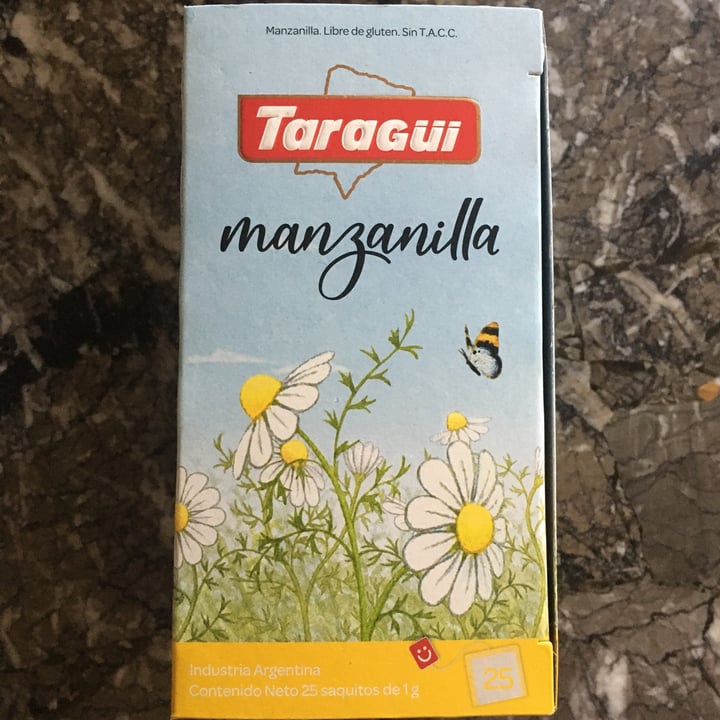 Manzanilla. Libre de gluten. Sin T.A.C.C.
Taragüi
manzanilla
Industria Argentina
Contenido Neto 25 saquitos de 1 g
25